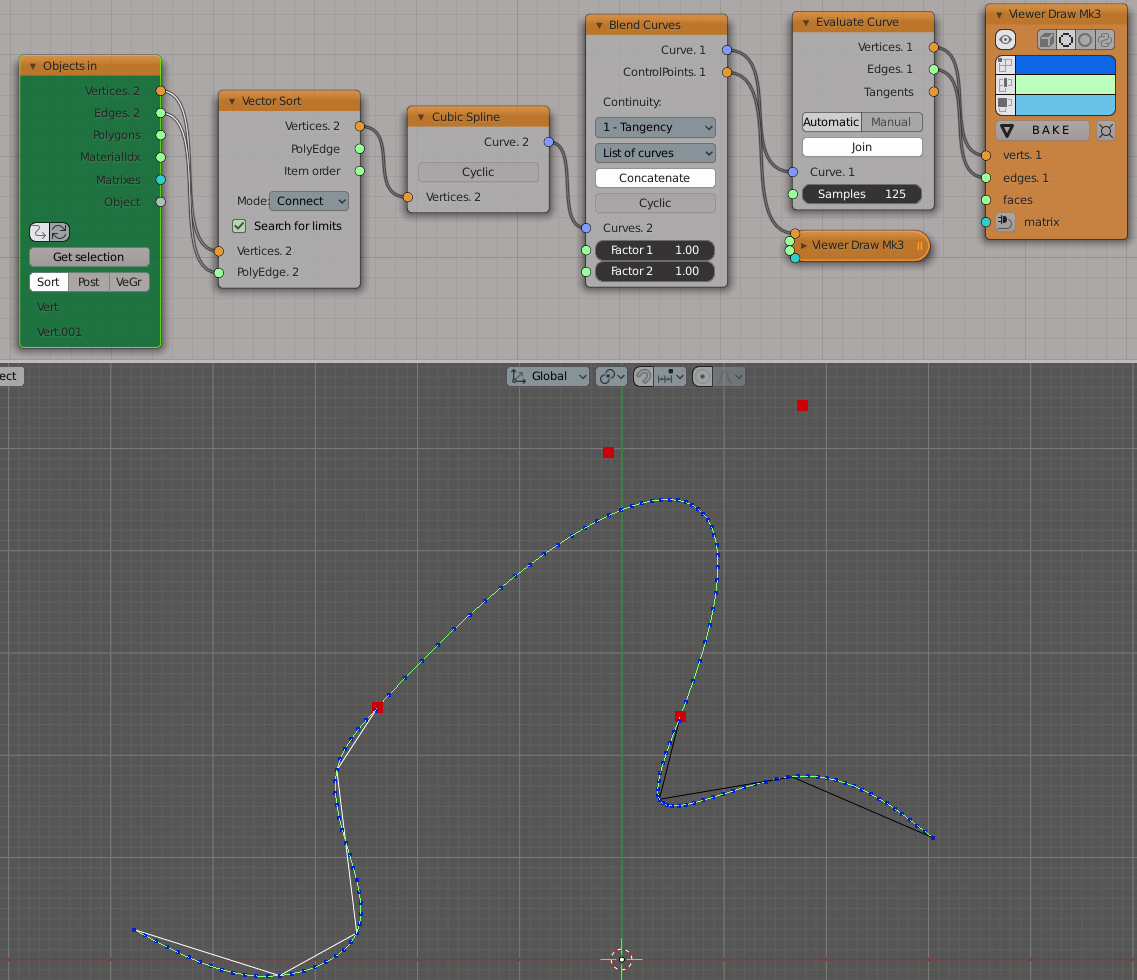 Objects in
Vertices. 2
Edges. 2
Polygons
MaterialIdx
Matrixes
Object
Get selection
Sort Post VeGr
Vert
Vert.001
Vector Sort
Vertices. 2
PolyEdge
Item order
Mode: Connect
Search for limits
Vertices. 2
PolyEdge. 2
Cubic Spline
Curve. 2
Cyclic
Vertices. 2
Blend Curves
Curve. 1
ControlPoints. 1
Continuity:
1 - Tangency
List of curves
Concatenate
Cyclic
Curves. 2
Factor 1 1.00
Factor 2 1.00
Evaluate Curve
Vertices. 1
Edges. 1
Tangents
Automatic Manual
Join
Curve. 1
Samples 125
Viewer Draw Mk3
Viewer Draw Mk3
BAKE
verts. 1
edges. 1
faces
matrix
ect
Global